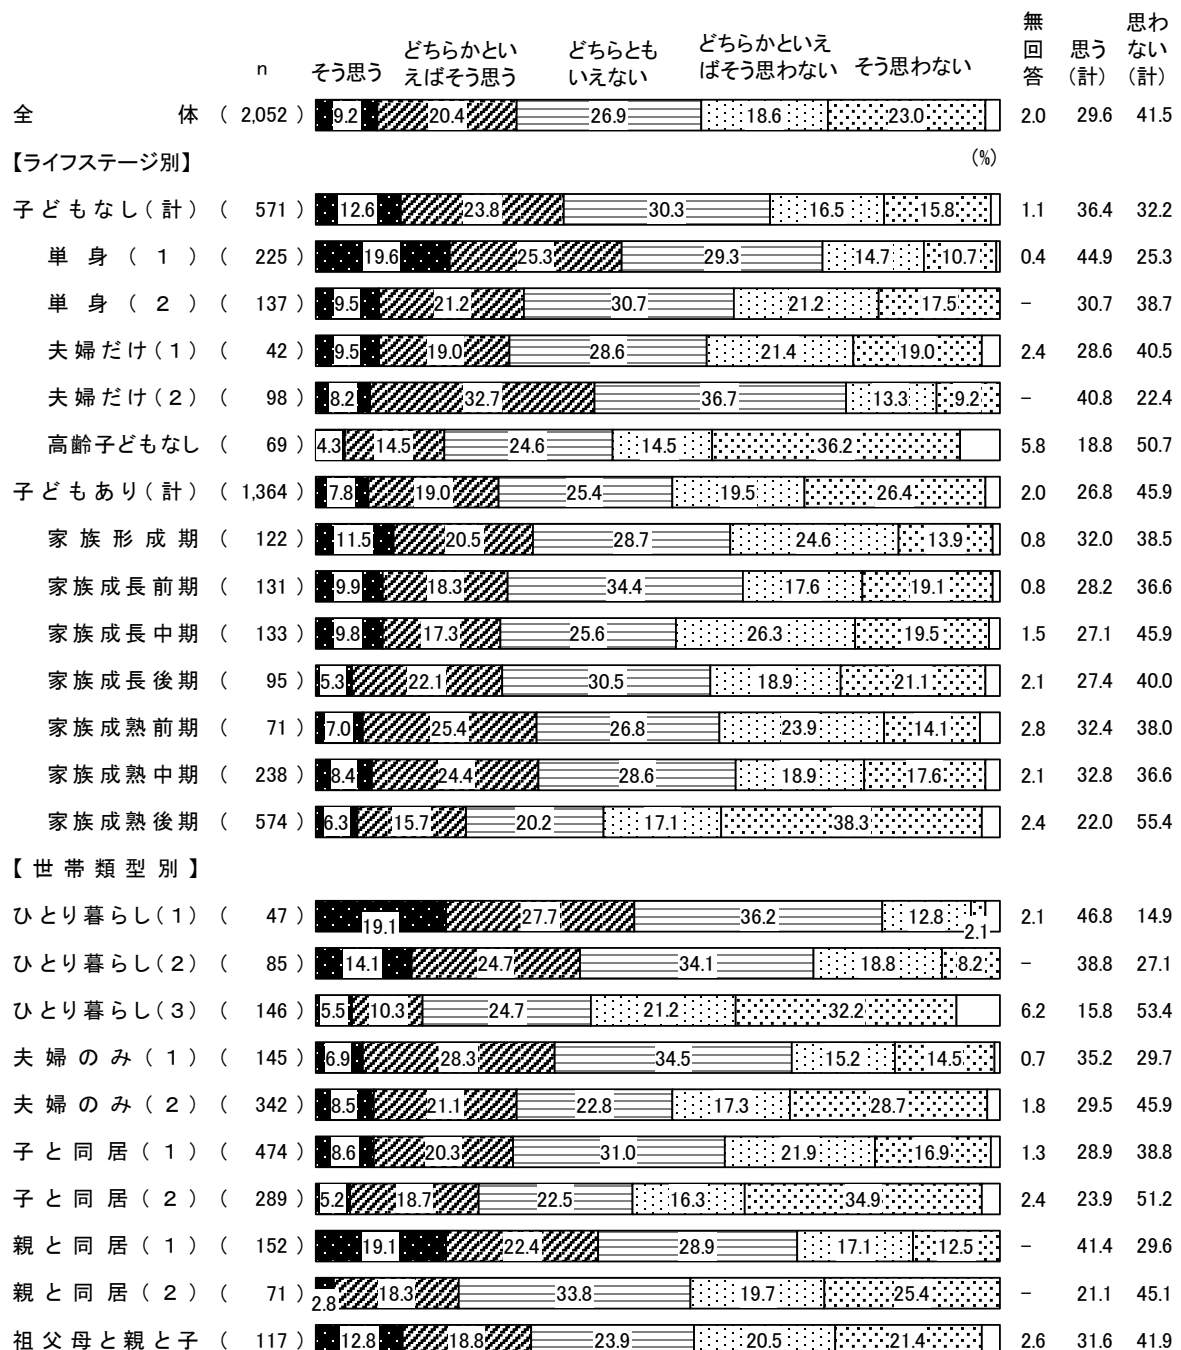 n そう思う どちらかといえばそう思う どちらともいえない どちらかといえばそう思わない そう思わない 無回答 思う(計) 思わない(計)
全体 ( 2,052 ) 9.2 20.4 26.9 18.6 23.0 2.0 29.6 41.5
【ライフステージ別】 (%)
子どもなし(計) ( 571 ) 12.6 23.8 30.3 16.5 15.8 1.1 36.4 32.2
単身(1) ( 225 ) 19.6 25.3 29.3 14.7 10.7 0.4 44.9 25.3
単身(2) ( 137 ) 9.5 21.2 30.7 21.2 17.5 − 30.7 38.7
夫婦だけ(1) ( 42 ) 9.5 19.0 28.6 21.4 19.0 2.4 28.6 40.5
夫婦だけ(2) ( 98 ) 8.2 32.7 36.7 13.3 9.2 − 40.8 22.4
高齢子どもなし ( 69 ) 4.3 14.5 24.6 14.5 36.2 5.8 18.8 50.7
子どもあり(計) ( 1,364 ) 7.8 19.0 25.4 19.5 26.4 2.0 26.8 45.9
家族形成期 ( 122 ) 11.5 20.5 28.7 24.6 13.9 0.8 32.0 38.5
家族成長前期 ( 131 ) 9.9 18.3 34.4 17.6 19.1 0.8 28.2 36.6
家族成長中期 ( 133 ) 9.8 17.3 25.6 26.3 19.5 1.5 27.1 45.9
家族成長後期 ( 95 ) 5.3 22.1 30.5 18.9 21.1 2.1 27.4 40.0
家族成熟前期 ( 71 ) 7.0 25.4 26.8 23.9 14.1 2.8 32.4 38.0
家族成熟中期 ( 238 ) 8.4 24.4 28.6 18.9 17.6 2.1 32.8 36.6
家族成熟後期 ( 574 ) 6.3 15.7 20.2 17.1 38.3 2.4 22.0 55.4
【世帯類型別】
ひとり暮らし(1) ( 47 ) 19.1 27.7 36.2 12.8 2.1 2.1 46.8 14.9
ひとり暮らし(2) ( 85 ) 14.1 24.7 34.1 18.8 8.2 − 38.8 27.1
ひとり暮らし(3) ( 146 ) 5.5 10.3 24.7 21.2 32.2 6.2 15.8 53.4
夫婦のみ(1) ( 145 ) 6.9 28.3 34.5 15.2 14.5 0.7 35.2 29.7
夫婦のみ(2) ( 342 ) 8.5 21.1 22.8 17.3 28.7 1.8 29.5 45.9
子と同居(1) ( 474 ) 8.6 20.3 31.0 21.9 16.9 1.3 28.9 38.8
子と同居(2) ( 289 ) 5.2 18.7 22.5 16.3 34.9 2.4 23.9 51.2
親と同居(1) ( 152 ) 19.1 22.4 28.9 17.1 12.5 − 41.4 29.6
親と同居(2) ( 71 ) 2.8 18.3 33.8 19.7 25.4 − 21.1 45.1
祖父母と親と子 ( 117 ) 12.8 18.8 23.9 20.5 21.4 2.6 31.6 41.9